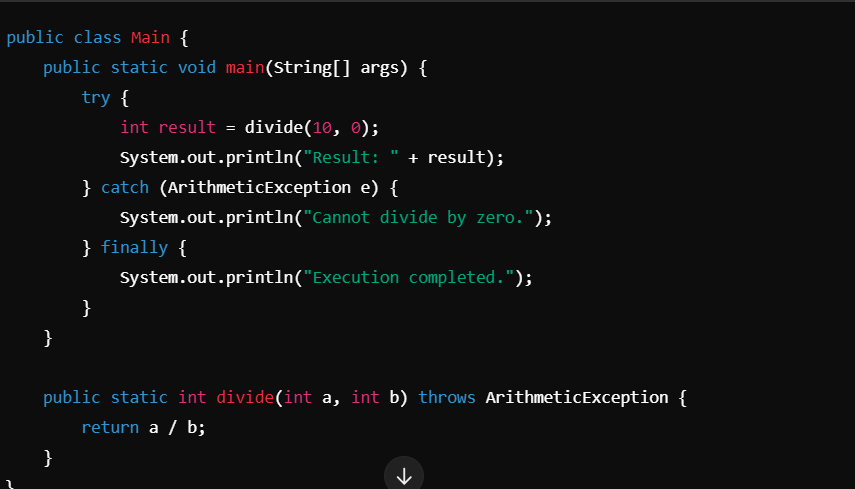 public class Main {
    public static void main(String[] args) {
        try {
            int result = divide(10, 0);
            System.out.println("Result: " + result);
        } catch (ArithmeticException e) {
            System.out.println("Cannot divide by zero.");
        } finally {
            System.out.println("Execution completed.");
        }
    }

    public static int divide(int a, int b) throws ArithmeticException {
        return a / b;
    }
}